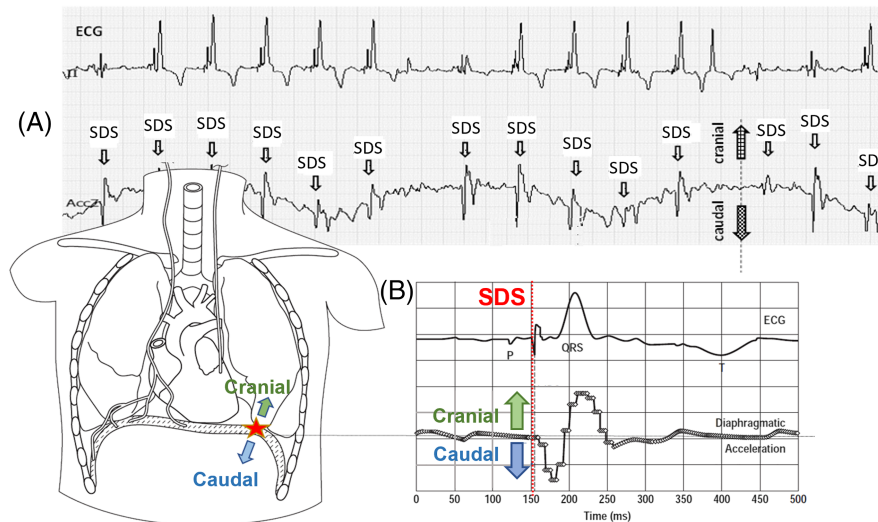 ECG
II
(A)
SDS
SDS
SDS
SDS
SDS
SDS
SDS
SDS
SDS
SDS
SDS
SDS
SDS
SD
cranial
caudal
AccZ
Cranial
Caudal
(B)
SDS
ECG
P
QRS
T
Cranial
Caudal
Diaphragmatic
Acceleration
0 50 100 150 200 250 300 350 400 450 500
Time (ms)